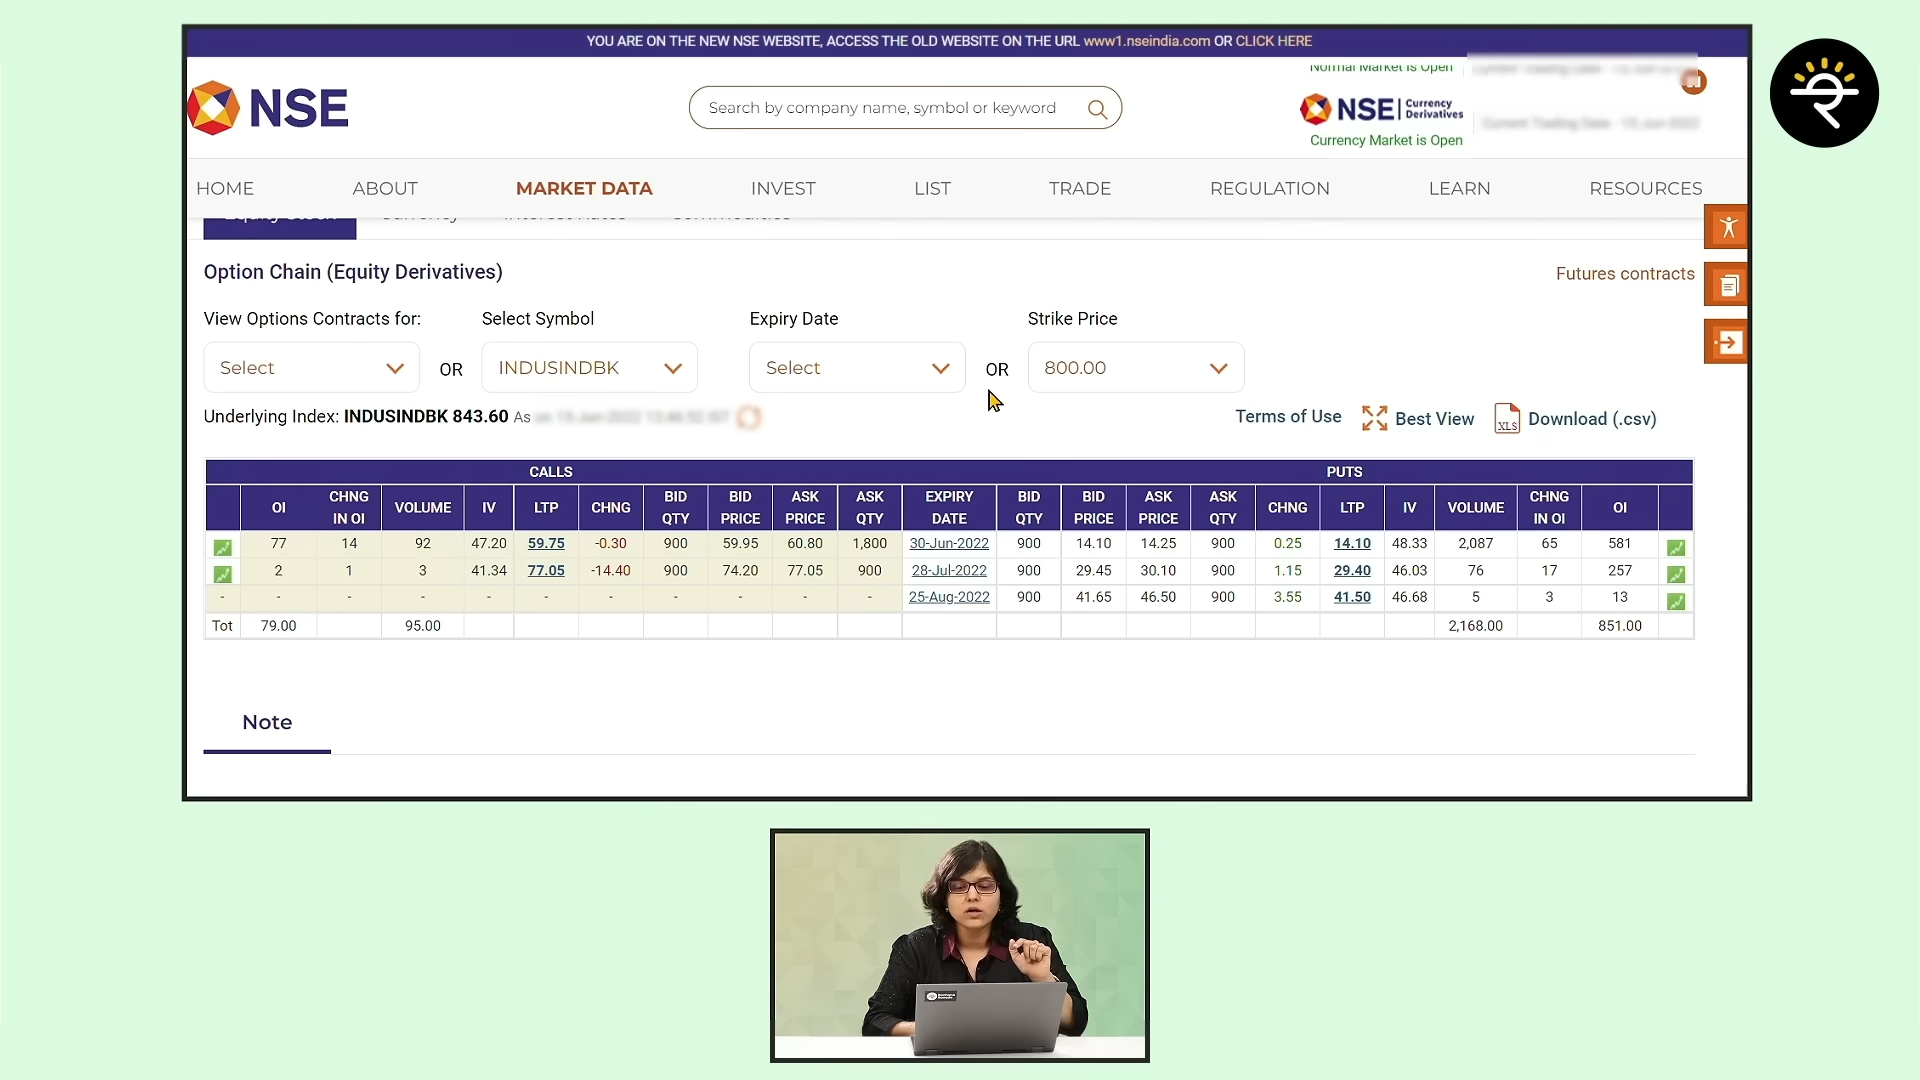 YOU ARE ON THE NEW NSE WEBSITE, ACCESS THE OLD WEBSITE ON THE URL www1.nseindia.com OR CLICK HERE
Normal Market is Open
NSE
Search by company name, symbol or keyword
NSE Currency Derivatives
Currency Market is Open
HOME ABOUT MARKET DATA INVEST LIST TRADE REGULATION LEARN RESOURCES
Option Chain (Equity Derivatives)
Futures contracts
View Options Contracts for: Select Symbol Expiry Date Strike Price
Select OR INDUSINDBK Select OR 800.00
Underlying Index: INDUSINDBK 843.60 As
Terms of Use Best View XLS Download (.csv)
CALLS PUTS
OI CHNG IN OI VOLUME IV LTP CHNG BID QTY BID PRICE ASK PRICE ASK QTY EXPIRY DATE BID QTY BID PRICE ASK PRICE ASK QTY CHNG LTP IV VOLUME CHNG IN OI OI
77 14 92 47.20 59.75 -0.30 900 59.95 60.80 1,800 30-Jun-2022 900 14.10 14.25 900 0.25 14.10 48.33 2,087 65 581
2 1 3 41.34 77.05 -14.40 900 74.20 77.05 900 28-Jul-2022 900 29.45 30.10 900 1.15 29.40 46.03 76 17 257
- - - - - - - - - - - 25-Aug-2022 900 41.65 46.50 900 3.55 41.50 46.68 5 3 13
Tot 79.00 95.00 2,168.00 851.00
Note